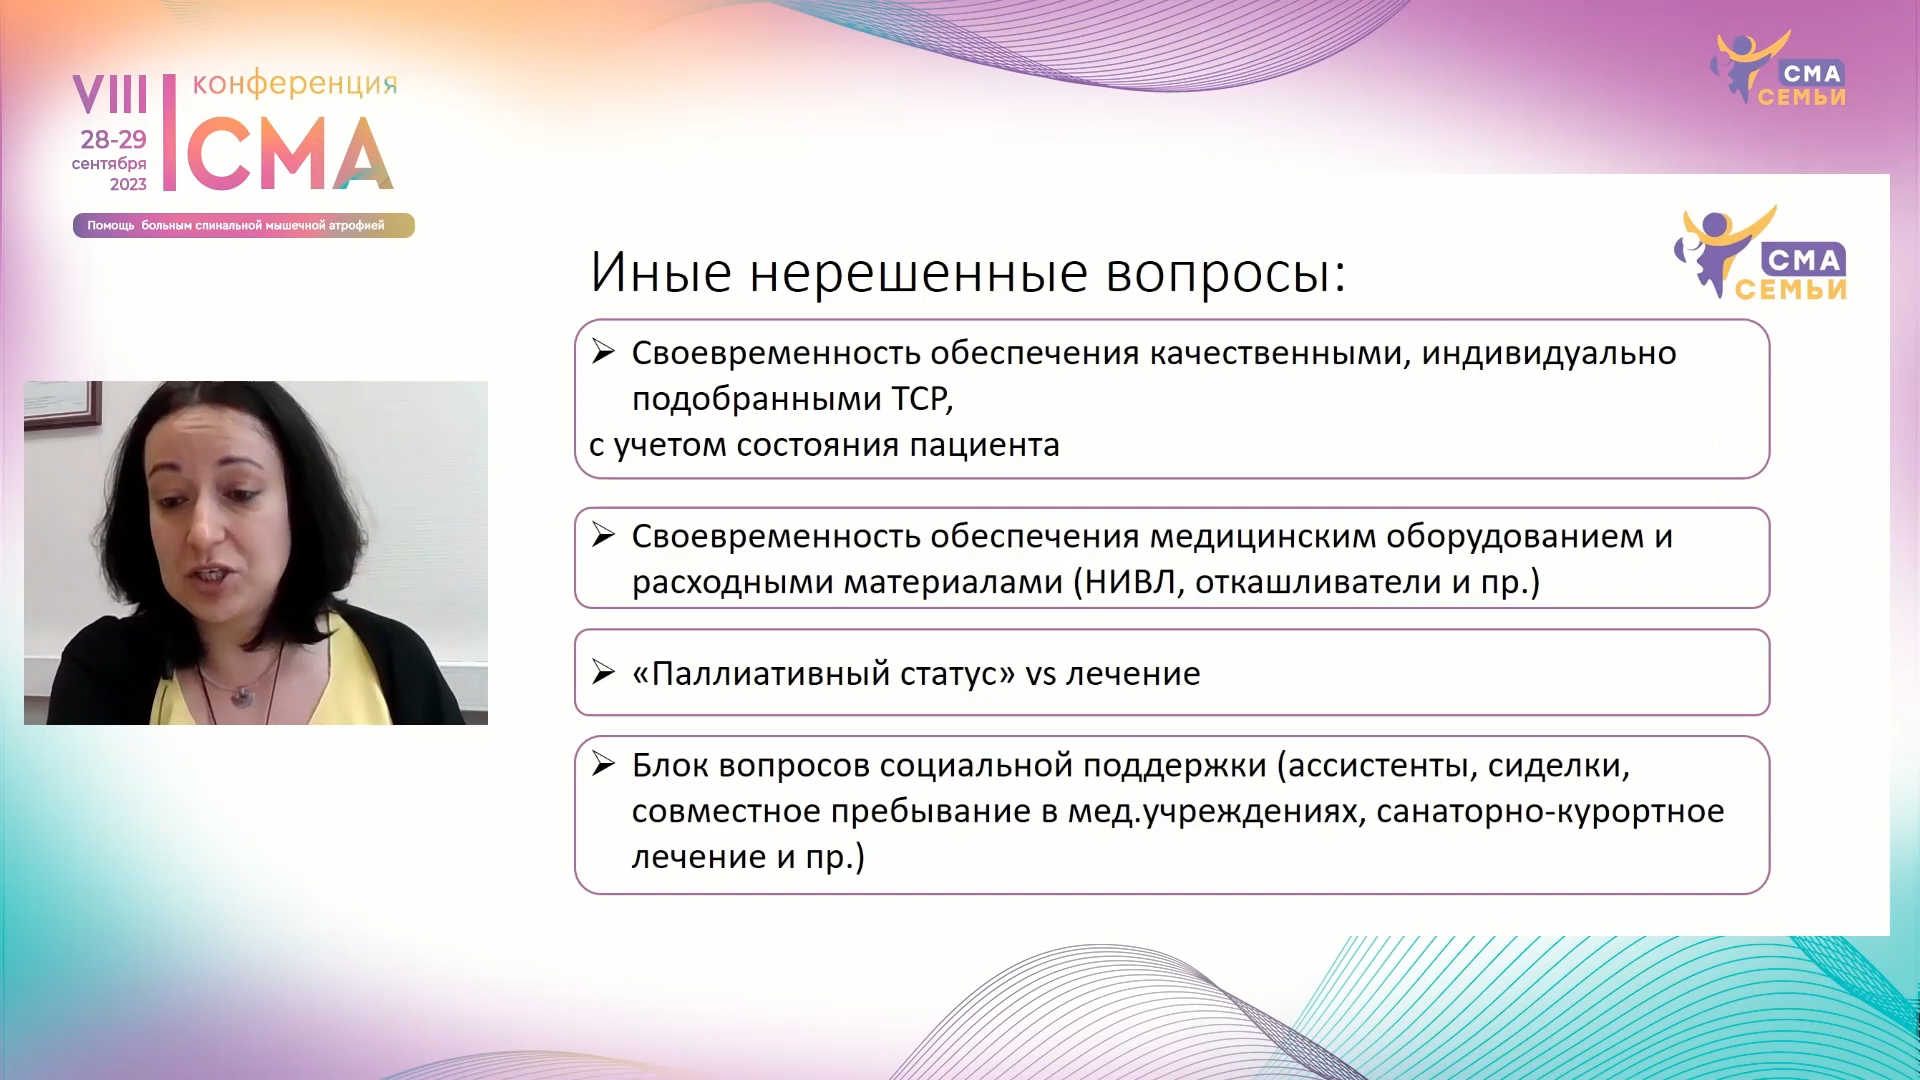 VIII
28-29
сентября
2023
конференция
СМА
Помощь больным спинальной мышечной атрофией
СМА
СЕМЬИ
СМА
СЕМЬИ
Иные нерешенные вопросы:
➢ Своевременность обеспечения качественными, индивидуально
подобранными ТСР,
с учетом состояния пациента
➢ Своевременность обеспечения медицинским оборудованием и
расходными материалами (НИВЛ, откашливатели и пр.)
➢ «Паллиативный статус» vs лечение
➢ Блок вопросов социальной поддержки (ассистенты, сиделки,
совместное пребывание в мед.учреждениях, санаторно-курортное
лечение и пр.)